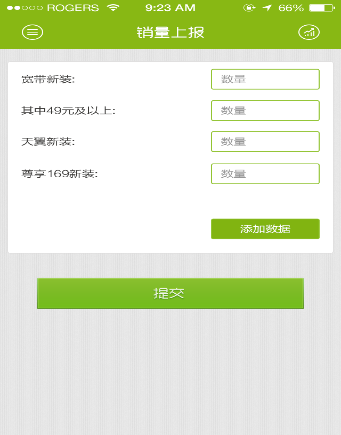 ROGERS 9:23 AM 66%
销量上报
宽带新装: 数量
其中49元及以上: 数量
天翼新装: 数量
尊享169新装: 数量
添加数据
提交